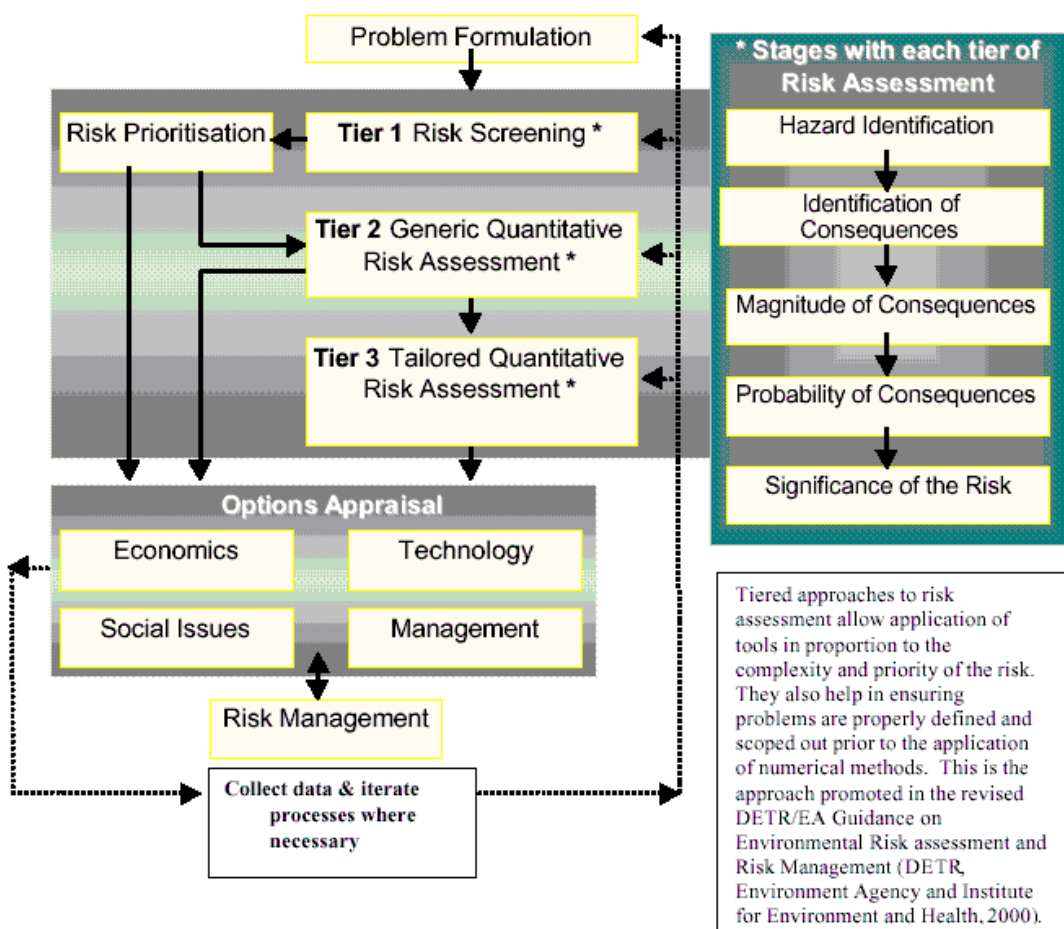 Problem Formulation
Risk Prioritisation
Tier 1 Risk Screening *
Tier 2 Generic Quantitative
Risk Assessment *
Tier 3 Tailored Quantitative
Risk Assessment *
Options Appraisal
Economics
Technology
Social Issues
Management
Risk Management
Collect data & iterate
processes where
necessary
* Stages with each tier of
Risk Assessment
Hazard Identification
Identification of
Consequences
Magnitude of Consequences
Probability of Consequences
Significance of the Risk
Tiered approaches to risk
assessment allow application of
tools in proportion to the
complexity and priority of the risk.
They also help in ensuring
problems are properly defined and
scoped out prior to the application
of numerical methods. This is the
approach promoted in the revised
DETR/EA Guidance on
Environmental Risk assessment and
Risk Management (DETR,
Environment Agency and Institute
for Environment and Health, 2000).